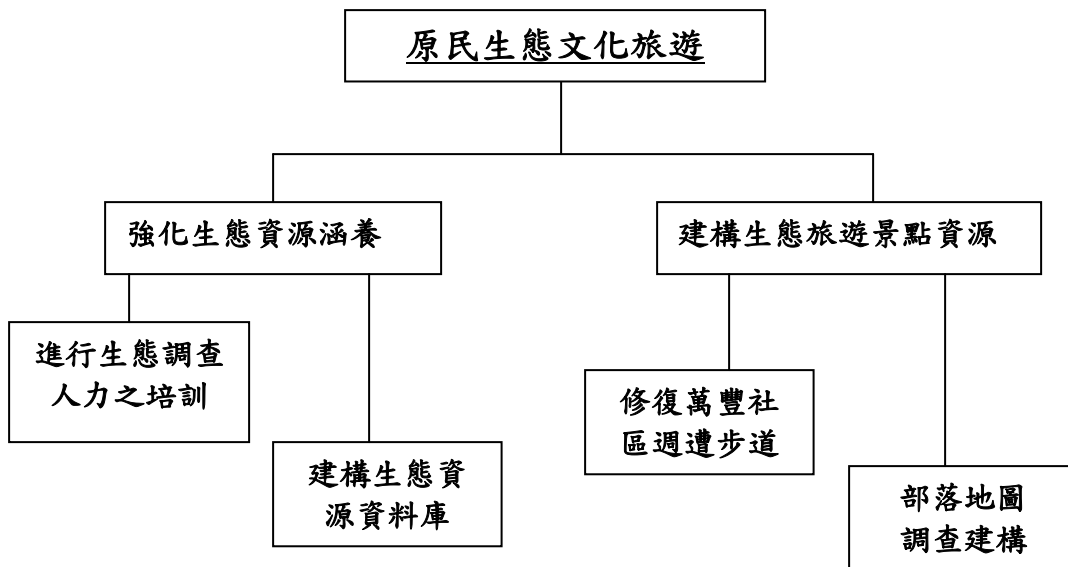 原民生態文化旅遊
強化生態資源涵養
建構生態旅遊景點資源
進行生態調查
人力之培訓
建構生態資
源資料庫
修復萬豐社
區週遭步道
部落地圖
調查建構